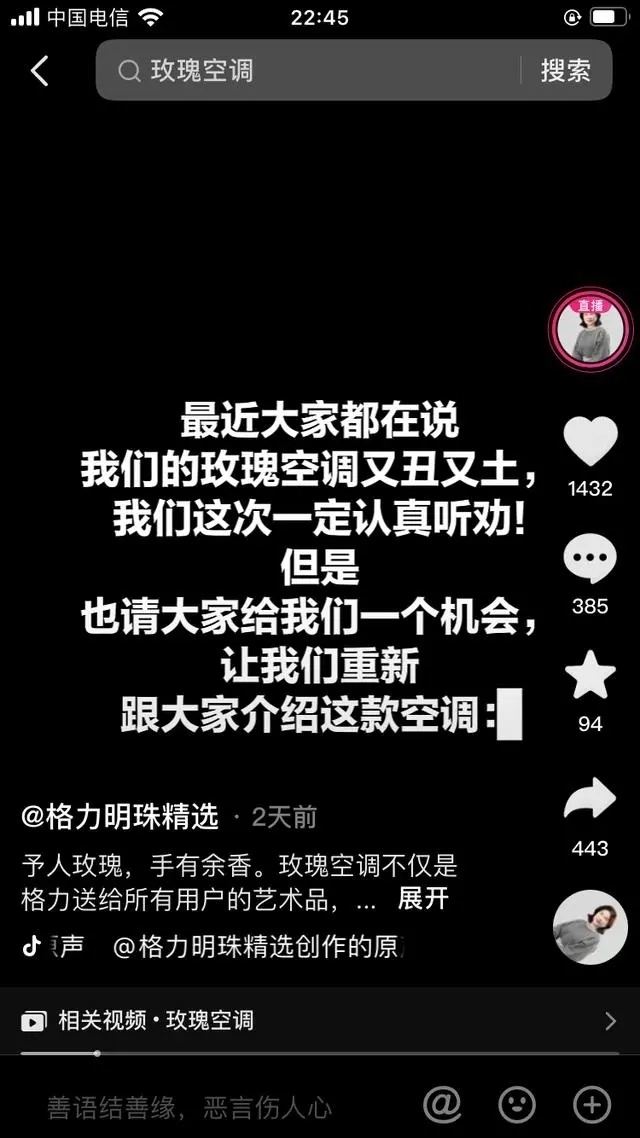 中国电信
22:45
玫瑰空调
搜索
直播
最近大家都在说
我们的玫瑰空调又丑又土，
我们这次一定认真听劝！
但是
也请大家给我们一个机会，
让我们重新
跟大家介绍这款空调：
1432
385
94
443
@格力明珠精选 · 2天前
予人玫瑰，手有余香。玫瑰空调不仅是
格力送给所有用户的艺术品，... 展开
声 @格力明珠精选创作的原
相关视频 · 玫瑰空调
善语结善缘，恶言伤人心